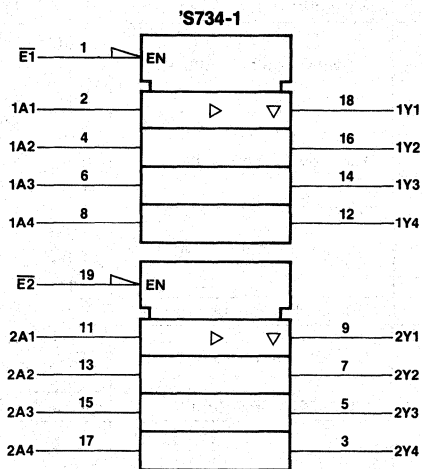 'S734-1
E1 1 EN
1A1 2 18 1Y1
1A2 4 16 1Y2
1A3 6 14 1Y3
1A4 8 12 1Y4
E2 19 EN
2A1 11 9 2Y1
2A2 13 7 2Y2
2A3 15 5 2Y3
2A4 17 3 2Y4